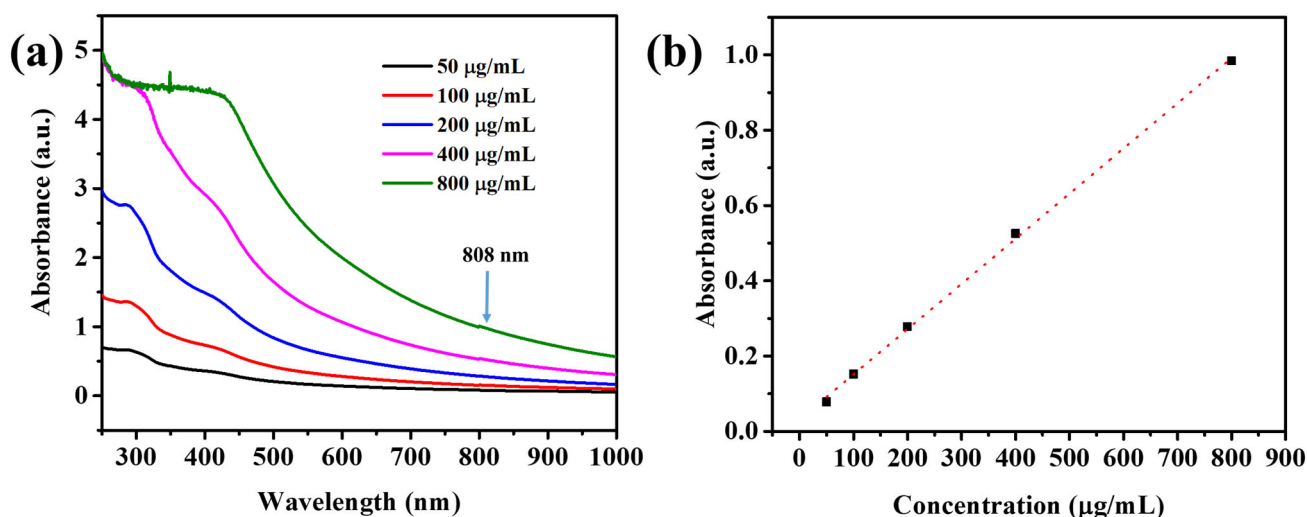 (a)
Absorbance (a.u.)
5
4
3
2
1
0
50 μg/mL
100 μg/mL
200 μg/mL
400 μg/mL
800 μg/mL
808 nm
300 400 500 600 700 800 900 1000
Wavelength (nm)
(b)
Absorbance (a.u.)
1.0
0.8
0.6
0.4
0.2
0.0
0 100 200 300 400 500 600 700 800 900
Concentration (μg/mL)